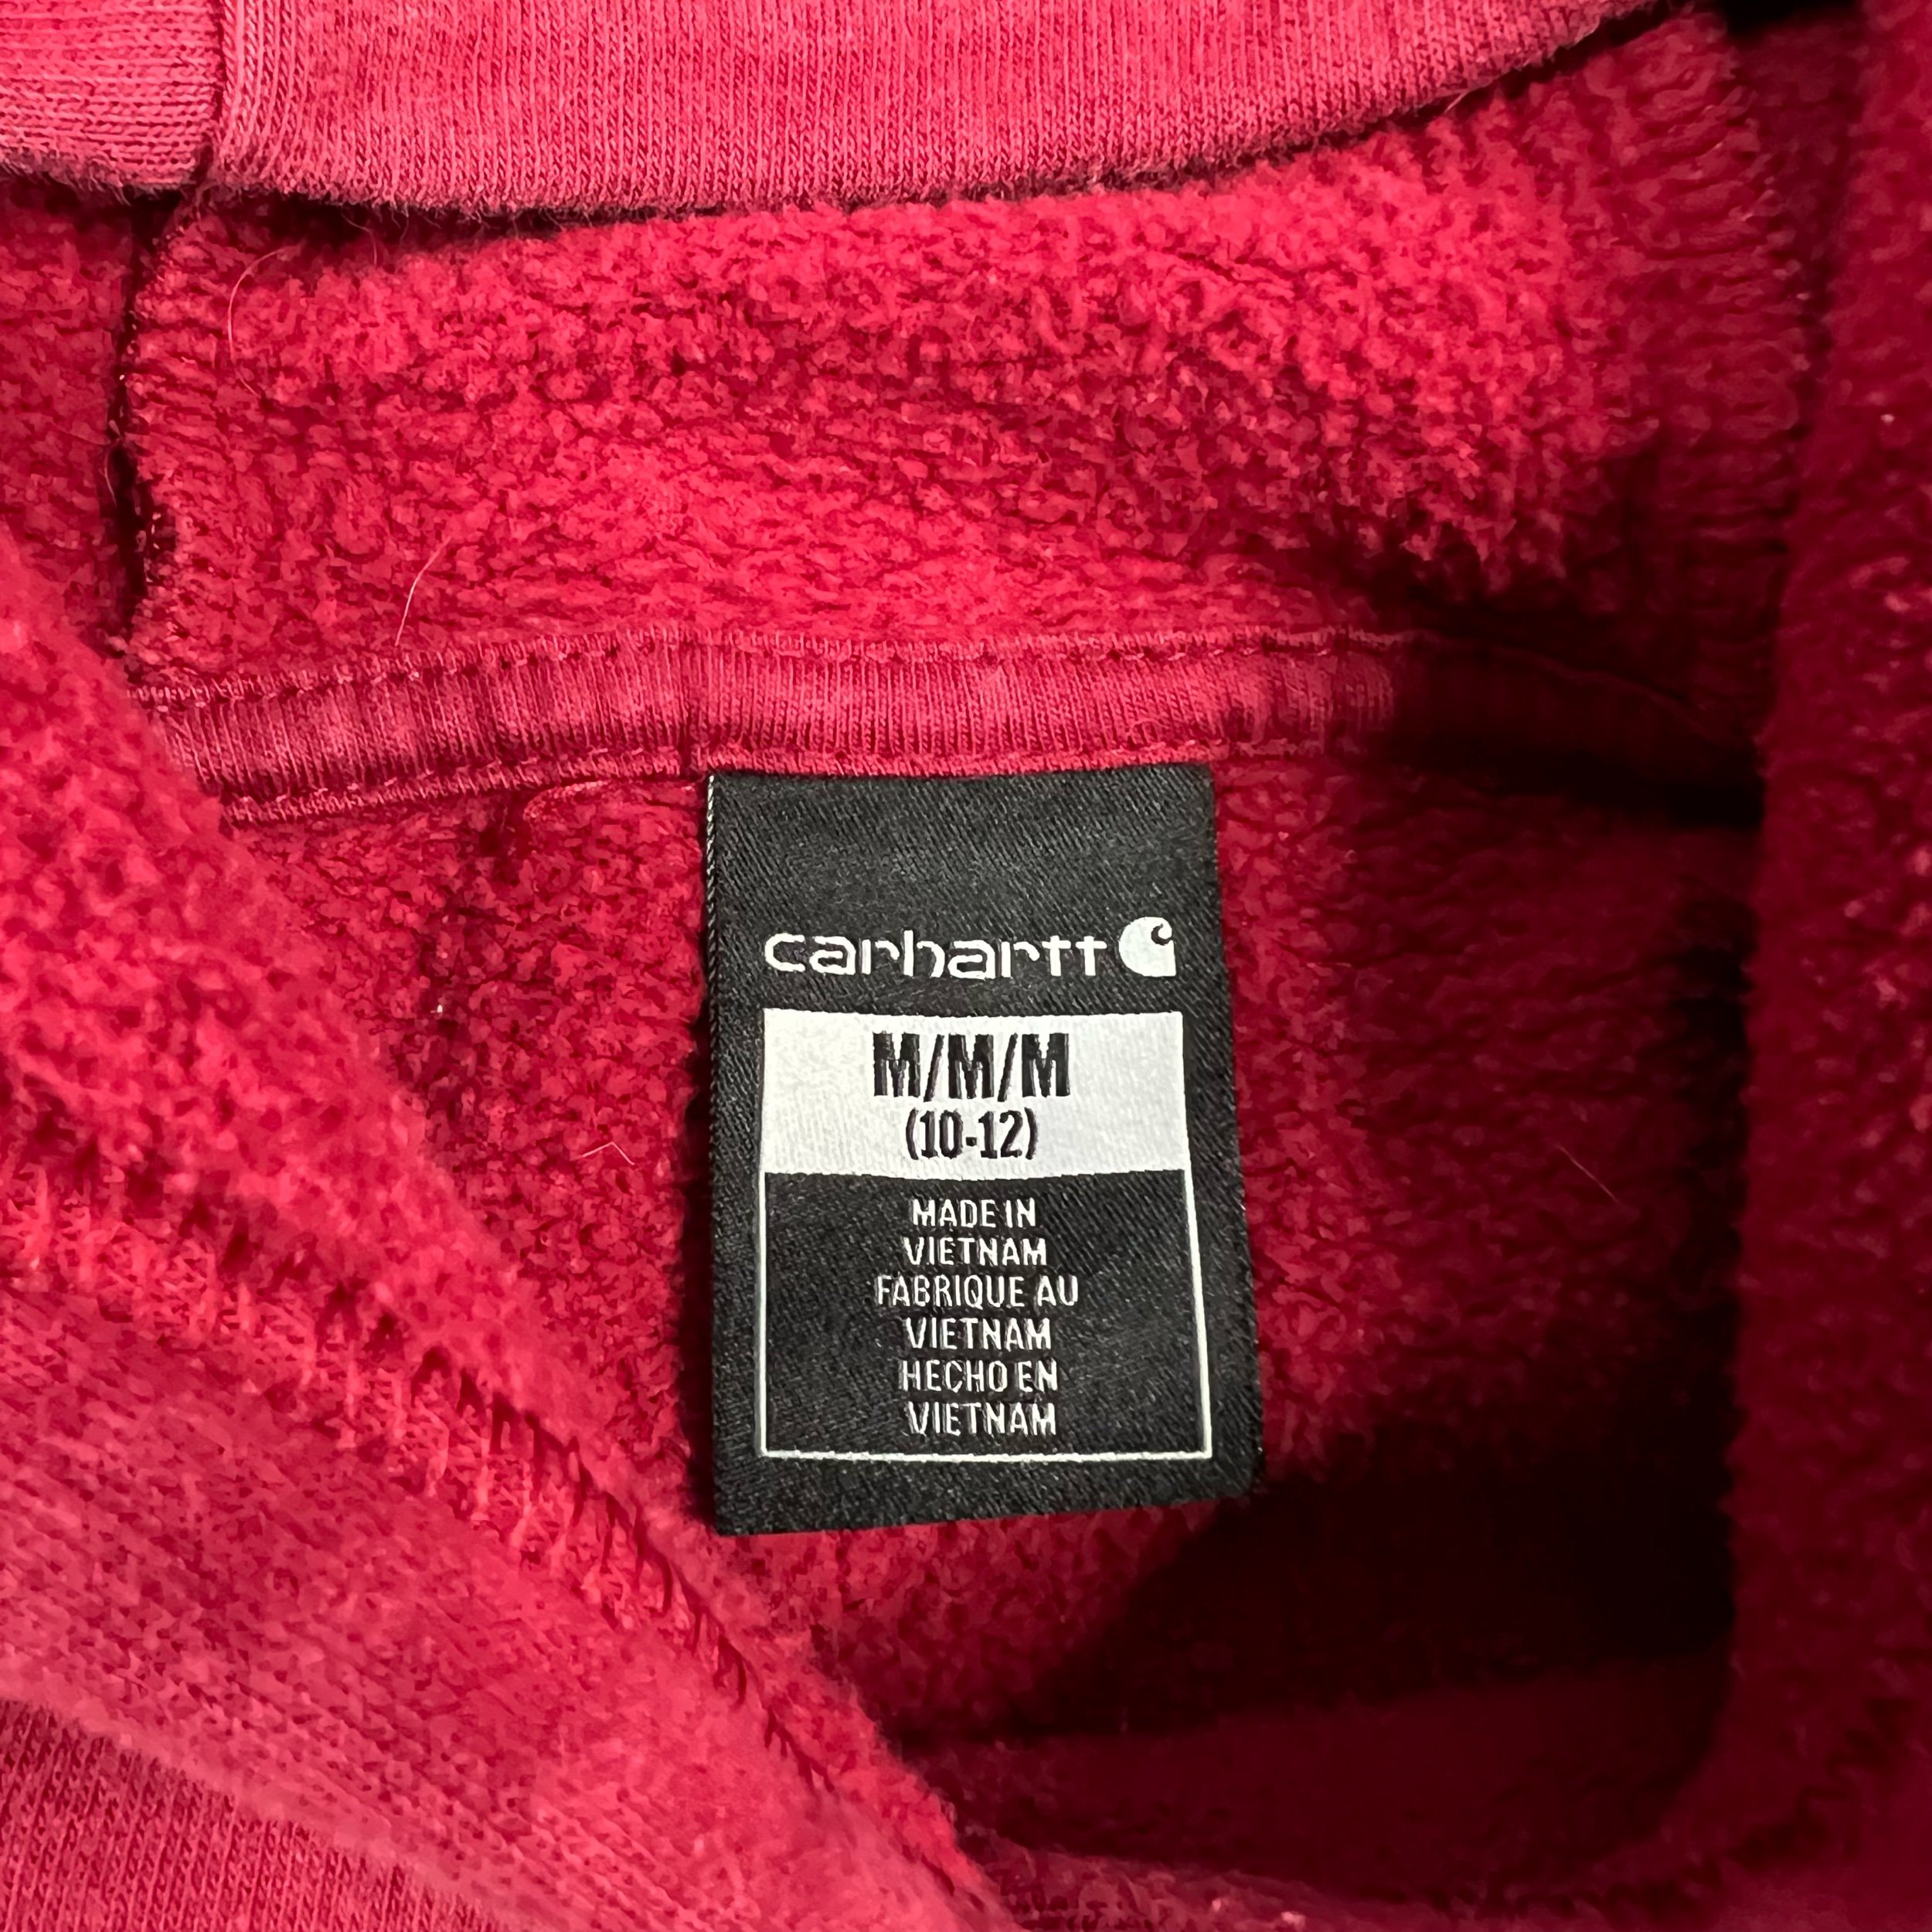 carhartt
M/M/M
(10-12)
MADE IN
VIETNAM
FABRIQUE AU
VIETNAM
HECHO EN
VIETNAM